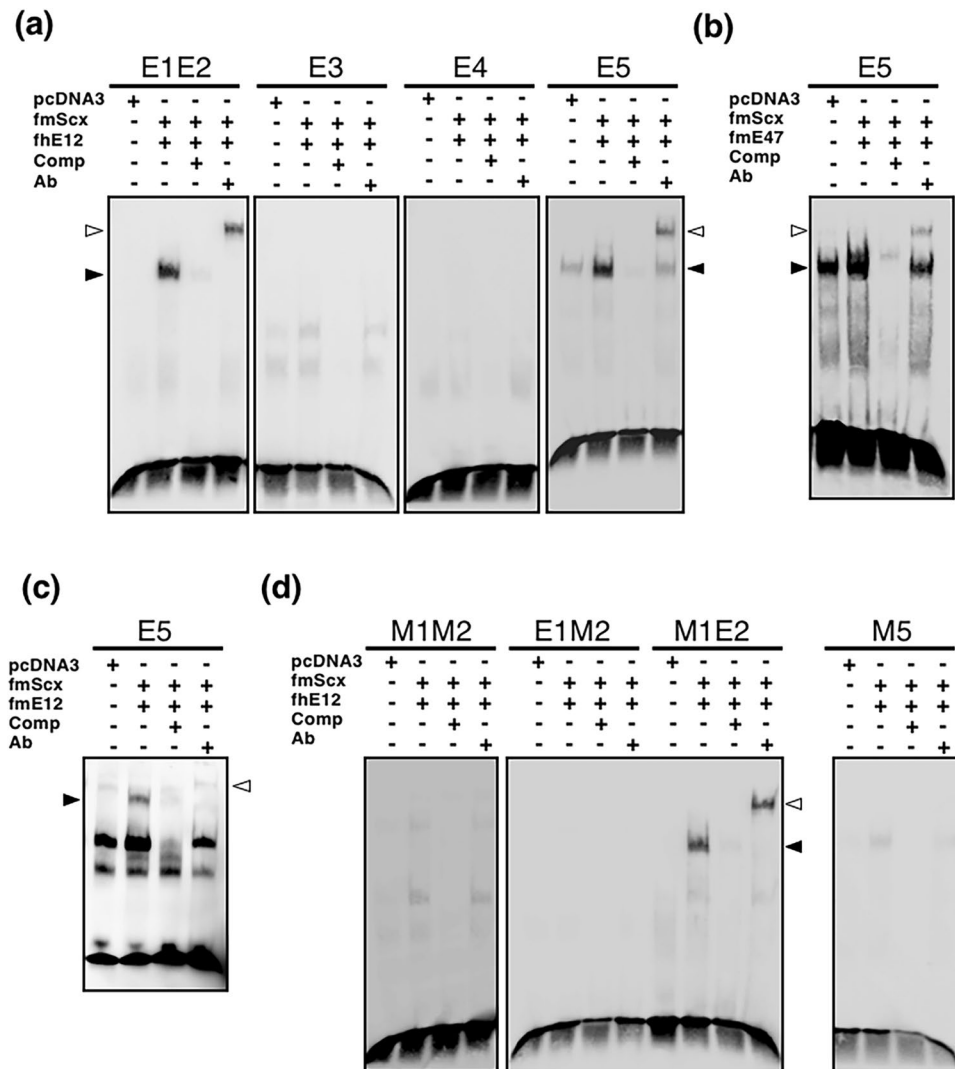 (a)
E1E2 E3 E4 E5
pcDNA3 + - - - + - - - + - - - + - - -
fmScx - + + + - + + + - + + + - + + +
fhE12 - + + + - + + + - + + + - + + +
Comp - - + - - - + - - - + - - - + -
Ab - - - + - - - + - - - + - - - +
(b)
E5
pcDNA3 + - - -
fmScx - + + +
fmE47 - + + +
Comp - - + -
Ab - - - +
(c)
E5
pcDNA3 + - - -
fmScx - + + +
fmE12 - + + +
Comp - - + -
Ab - - - +
(d)
M1M2 E1M2 M1E2 M5
pcDNA3 + - - - + - - - + - - - + - - -
fmScx - + + + - + + + - + + + - + + +
fhE12 - + + + - + + + - + + + - + + +
Comp - - + - - - + - - - + - - - + -
Ab - - - + - - - + - - - + - - - +